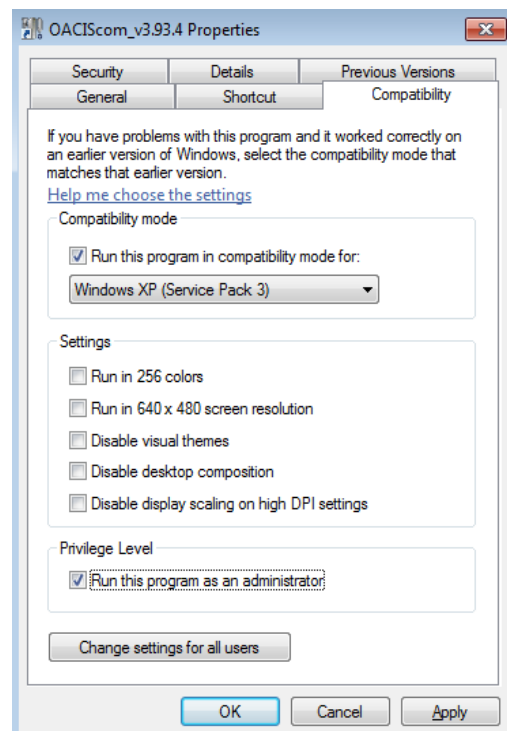 OACIScom_v3.93.4 Properties
Security Details Previous Versions
General Shortcut Compatibility
If you have problems with this program and it worked correctly on
an earlier version of Windows, select the compatibility mode that
matches that earlier version.
Help me choose the settings
Compatibility mode
Run this program in compatibility mode for:
Windows XP (Service Pack 3)
Settings
Run in 256 colors
Run in 640 x 480 screen resolution
Disable visual themes
Disable desktop composition
Disable display scaling on high DPI settings
Privilege Level
Run this program as an administrator
Change settings for all users
OK Cancel Apply